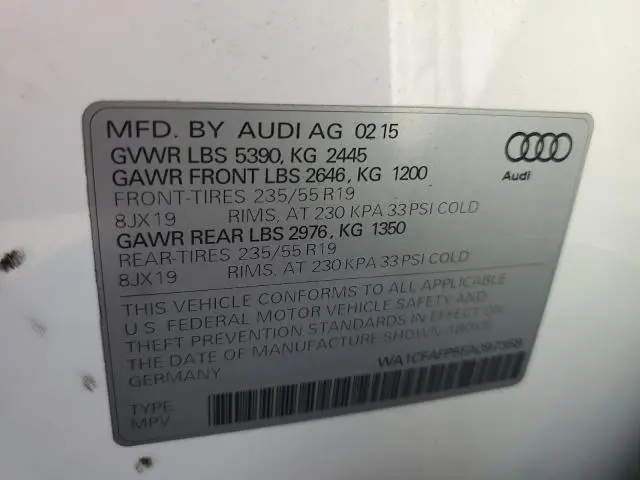 MFD. BY AUDI AG 02 15
GVWR LBS 5390, KG 2445
GAWR FRONT LBS 2646, KG 1200
FRONT-TIRES 235/55 R19
8JX19 RIMS, AT 230 KPA 33 PSI COLD
GAWR REAR LBS 2976, KG 1350
REAR-TIRES 235/55 R19
8JX19 RIMS, AT 230 KPA 33 PSI COLD
Audi
THIS VEHICLE CONFORMS TO ALL APPLICABLE
U S FEDERAL MOTOR VEHICLE SAFETY AND
THEFT PREVENTION STANDARDS IN EFFECT ON
THE DATE OF MANUFACTURE SHOWN ABOVE.
GERMANY
TYPE:
MPV